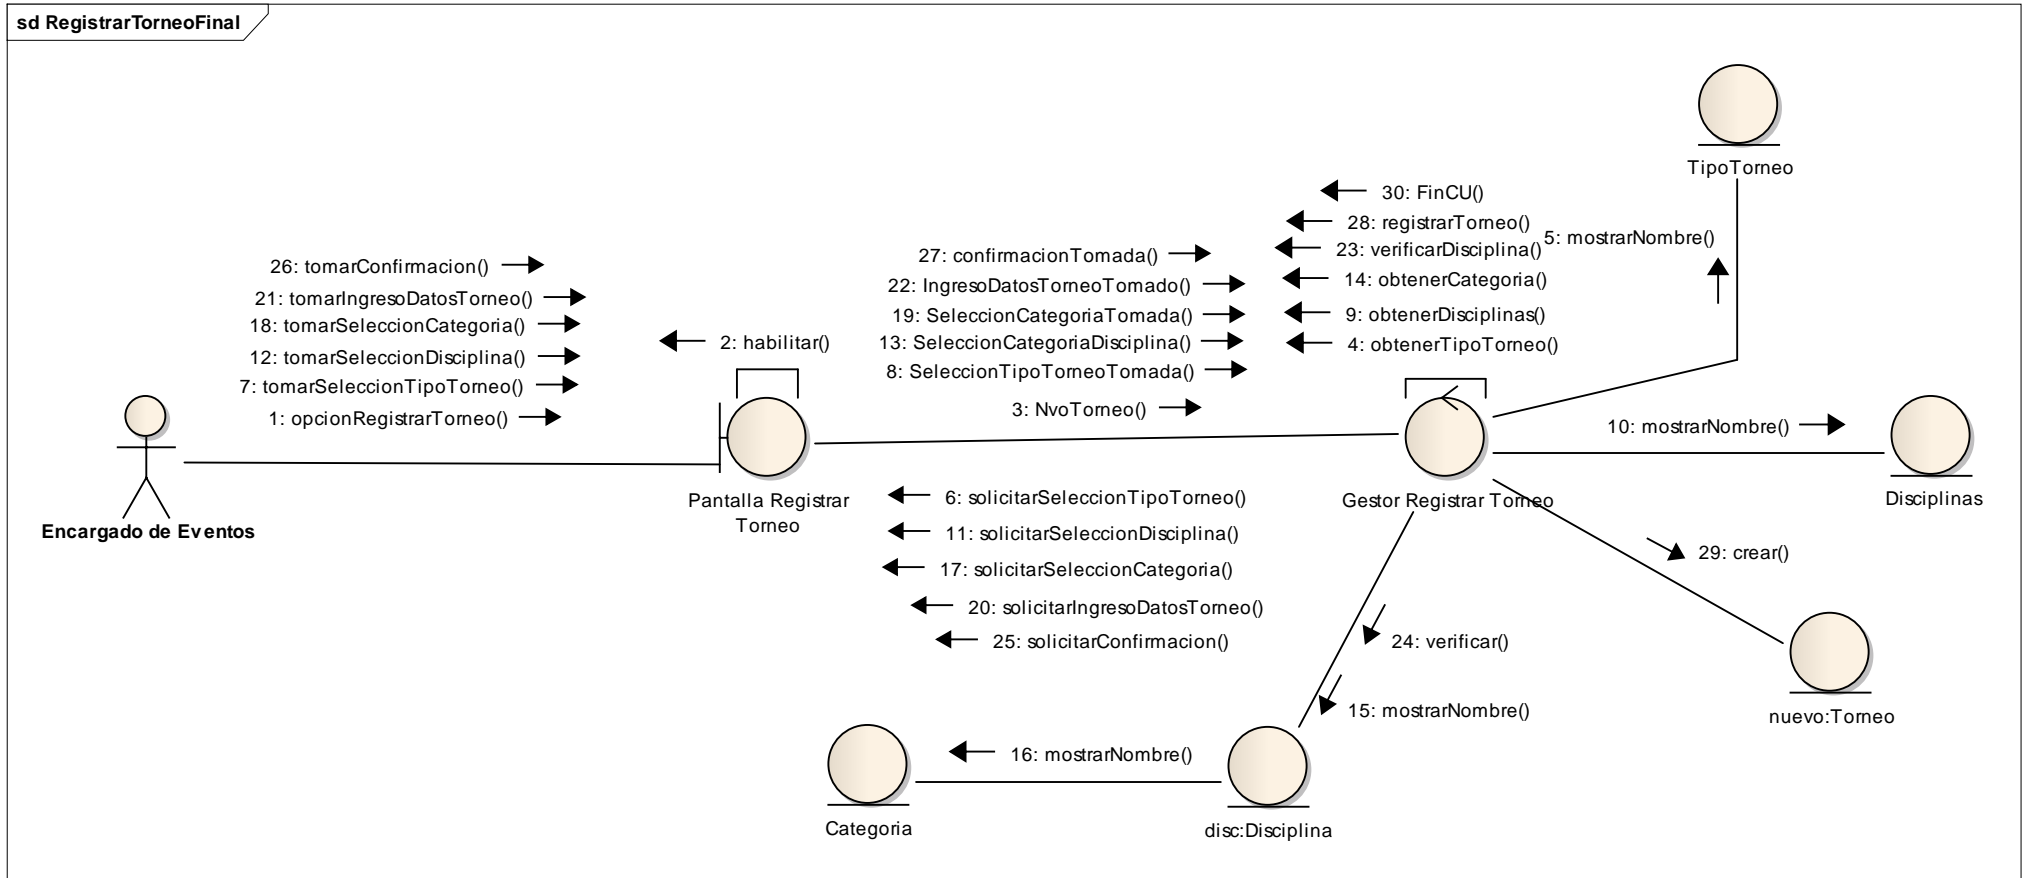 sd RegistrarTorneoFinal
TipoTorneo
30: FinCU()
28: registrarTorneo()
5: mostrarNombre()
23: verificarDisciplina()
27: confirmacionTomada()
26: tomarConfirmacion()
14: obtenerCategoria()
22: IngresoDatosTorneoTomado()
21: tomarIngresoDatosTorneo()
19: SeleccionCategoriaTomada()
9: obtenerDisciplinas()
18: tomarSeleccionCategoria()
2: habilitar()
13: SeleccionCategoriaDisciplina()
4: obtenerTipoTorneo()
12: tomarSeleccionDisciplina()
8: SeleccionTipoTorneoTomada()
7: tomarSeleccionTipoTorneo()
3: NvoTorneo()
1: opcionRegistrarTorneo()
10: mostrarNombre()
Pantalla Registrar
Torneo
Gestor Registrar Torneo
Disciplinas
Encargado de Eventos
6: solicitarSeleccionTipoTorneo()
11: solicitarSeleccionDisciplina()
29: crear()
17: solicitarSeleccionCategoria()
20: solicitarIngresoDatosTorneo()
25: solicitarConfirmacion()
24: verificar()
15: mostrarNombre()
nuevo:Torneo
16: mostrarNombre()
Categoria
disc:Disciplina